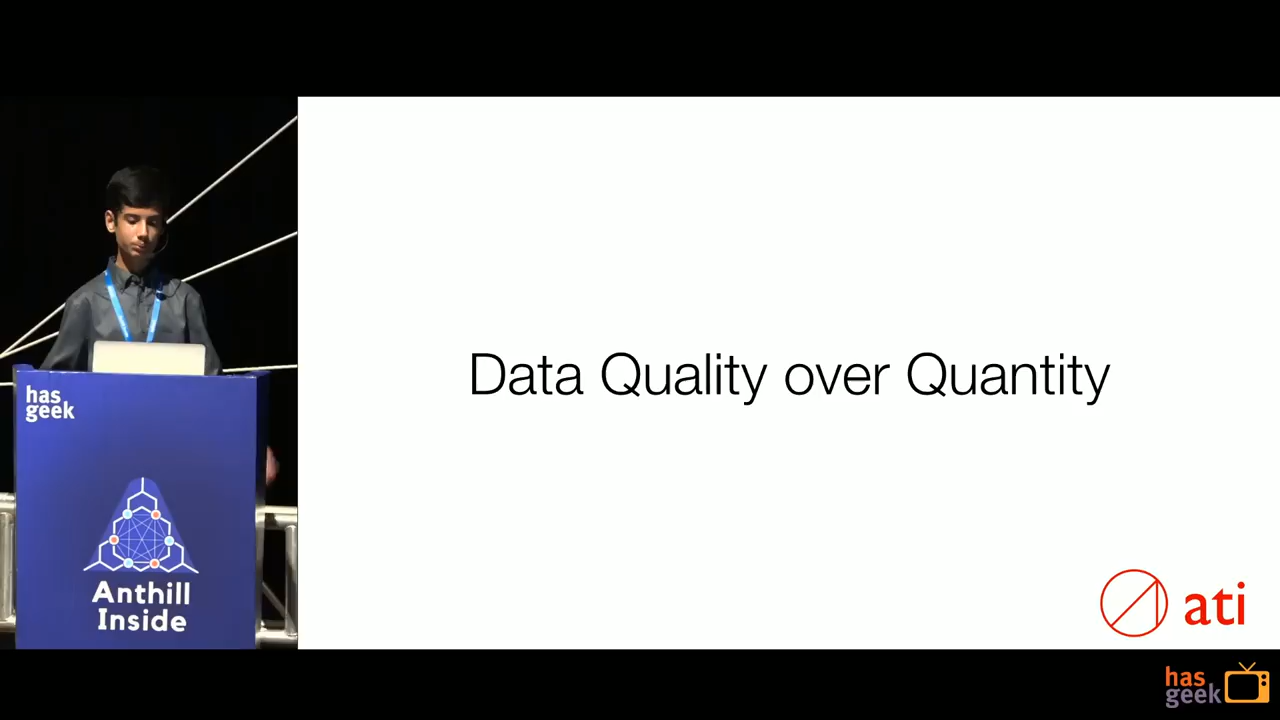 Data Quality over Quantity
has
geek
Anthill
Inside
ati
has
geek